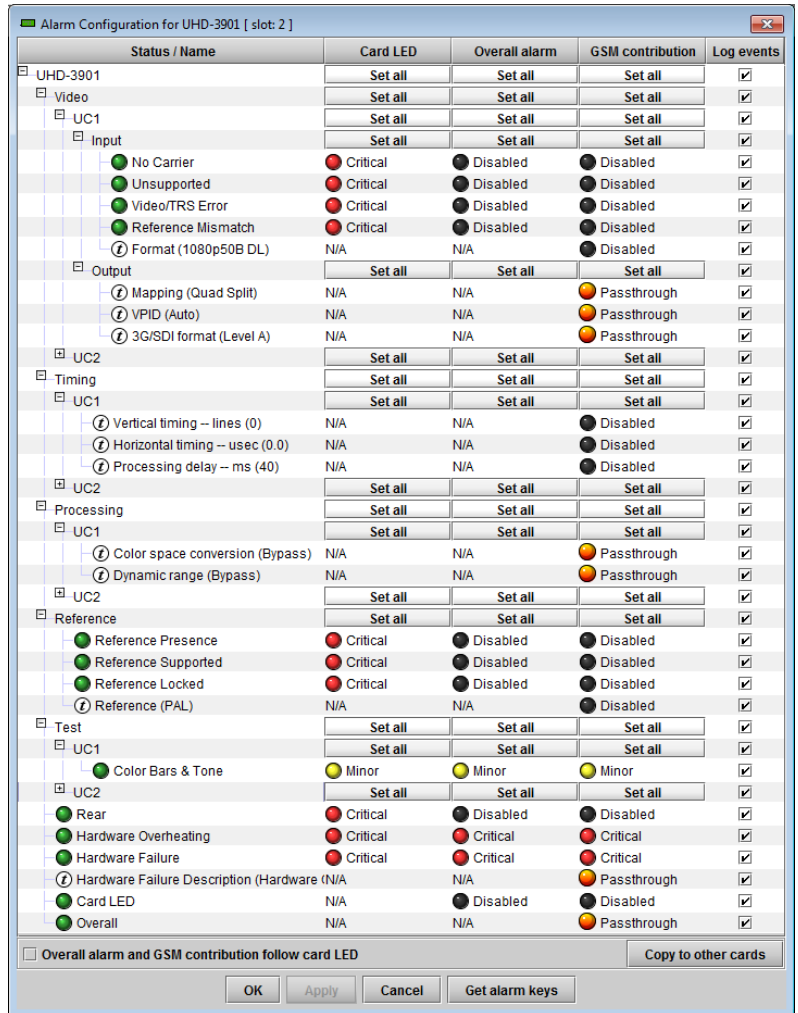 Alarm Configuration for UHD-3901 [ slot: 2 ]
Status / Name Card LED Overall alarm GSM contribution Log events
UHD-3901 Set all Set all Set all
Video Set all Set all Set all
UC1 Set all Set all Set all
Input Set all Set all Set all
No Carrier Critical Disabled Disabled
Unsupported Critical Disabled Disabled
Video/TRS Error Critical Disabled Disabled
Reference Mismatch Critical Disabled Disabled
t Format (1080p50B DL) N/A N/A Disabled
Output Set all Set all Set all
t Mapping (Quad Split) N/A N/A Passthrough
t VPID (Auto) N/A N/A Passthrough
t 3G/SDI format (Level A) N/A N/A Passthrough
UC2 Set all Set all Set all
Timing Set all Set all Set all
UC1 Set all Set all Set all
t Vertical timing -- lines (0) N/A N/A Disabled
t Horizontal timing -- usec (0.0) N/A N/A Disabled
t Processing delay -- ms (40) N/A N/A Disabled
UC2 Set all Set all Set all
Processing Set all Set all Set all
UC1 Set all Set all Set all
t Color space conversion (Bypass) N/A N/A Passthrough
t Dynamic range (Bypass) N/A N/A Passthrough
UC2 Set all Set all Set all
Reference Set all Set all Set all
Reference Presence Critical Disabled Disabled
Reference Supported Critical Disabled Disabled
Reference Locked Critical Disabled Disabled
t Reference (PAL) N/A N/A Disabled
Test Set all Set all Set all
UC1 Set all Set all Set all
Color Bars & Tone Minor Minor Minor
UC2 Set all Set all Set all
Rear Critical Disabled Disabled
Hardware Overheating Critical Critical Critical
Hardware Failure Critical Critical Critical
t Hardware Failure Description (Hardware ( N/A N/A Passthrough
Card LED N/A Disabled Disabled
Overall N/A N/A Passthrough
Overall alarm and GSM contribution follow card LED Copy to other cards
OK Apply Cancel Get alarm keys